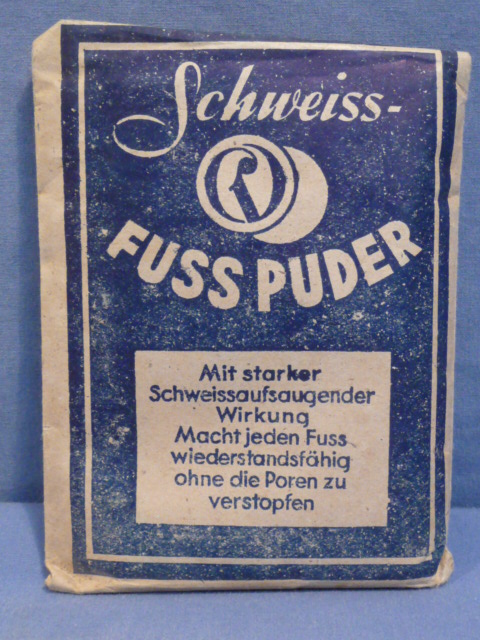 Schweiss-
FUSS PUDER
Mit starker
Schweissaufsaugender
Wirkung
Macht jeden Fuss
wiederstandsfähig
ohne die Poren zu
verstopfen